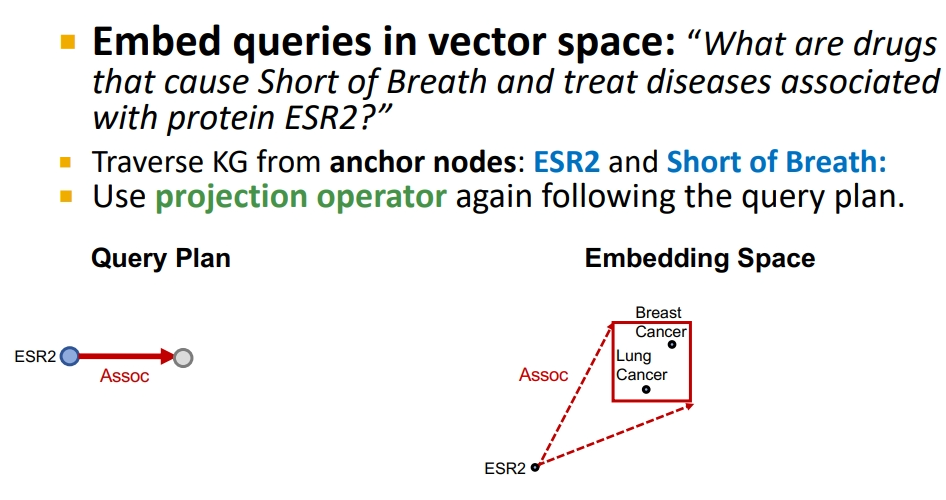 Embed queries in vector space: “What are drugs
that cause Short of Breath and treat diseases associated
with protein ESR2?”
Traverse KG from anchor nodes: ESR2 and Short of Breath:
Use projection operator again following the query plan.
Query Plan
Embedding Space
ESR2
Assoc
Breast
Cancer
Lung
Cancer
Assoc
ESR2